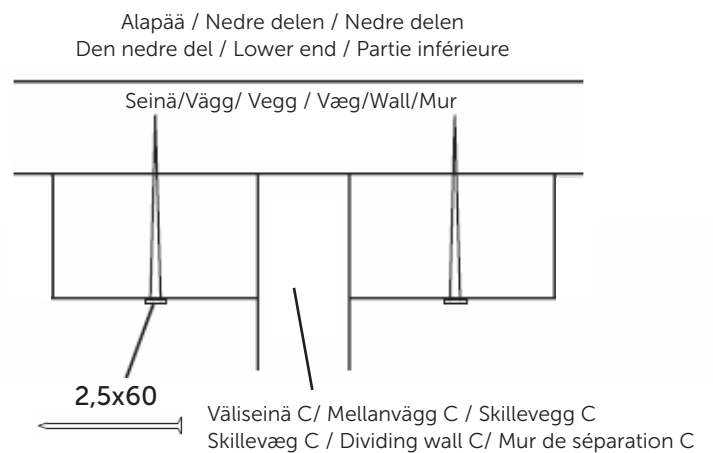 Alapää / Nedre delen / Nedre delen
Den nedre del / Lower end / Partie inférieure
Seinä/Vägg/ Vegg / Væg/Wall/Mur
2,5x60
Väliseinä C/ Mellanvägg C / Skillevegg C
Skillevæg C / Dividing wall C/ Mur de séparation C